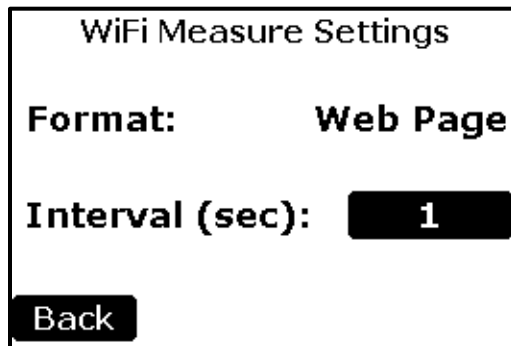 WiFi Measure Settings
Format: Web Page
Interval (sec): 1
Back